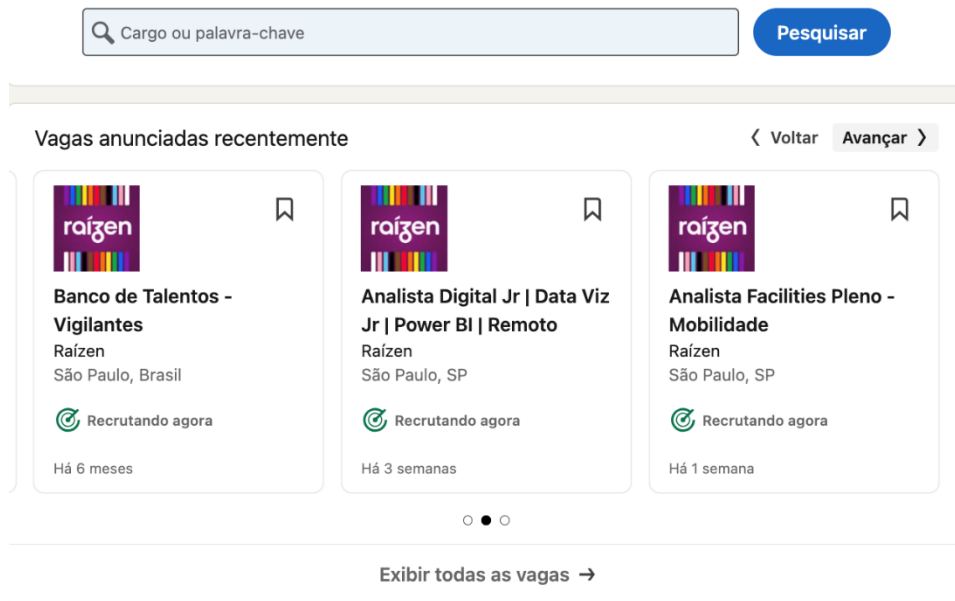 Cargo ou palavra-chave
Pesquisar
Vagas anunciadas recentemente
Voltar
Avançar
raízen
raízen
raízen
Banco de Talentos -
Vigilantes
Raízen
São Paulo, Brasil
Recrutando agora
Há 6 meses
Analista Digital Jr | Data Viz
Jr | Power BI | Remoto
Raízen
São Paulo, SP
Recrutando agora
Há 3 semanas
Analista Facilities Pleno -
Mobilidade
Raízen
São Paulo, SP
Recrutando agora
Há 1 semana
Exibir todas as vagas →